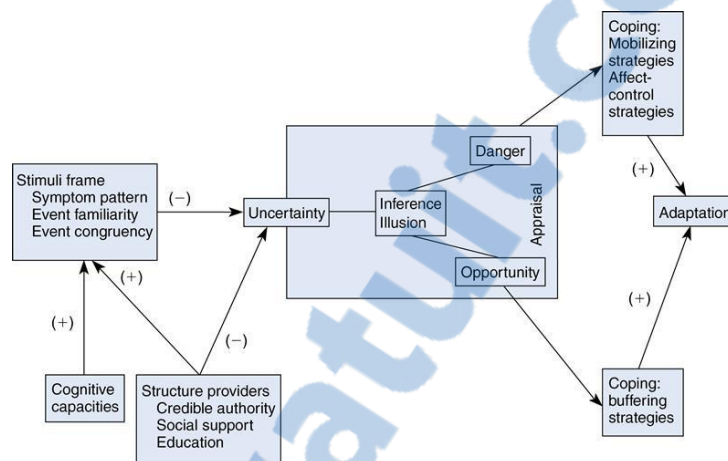 Coping:
Mobilizing
strategies
Affect-
control
strategies
Danger
(+)
Stimuli frame
Symptom pattern
Event familiarity
Event congruency
(−)
Uncertainty
Inference
Illusion
Appraisal
Adaptation
Opportunity
(+)
(+)
(+)
(−)
Cognitive
capacities
Structure providers
Credible authority
Social support
Education
Coping:
buffering
strategies